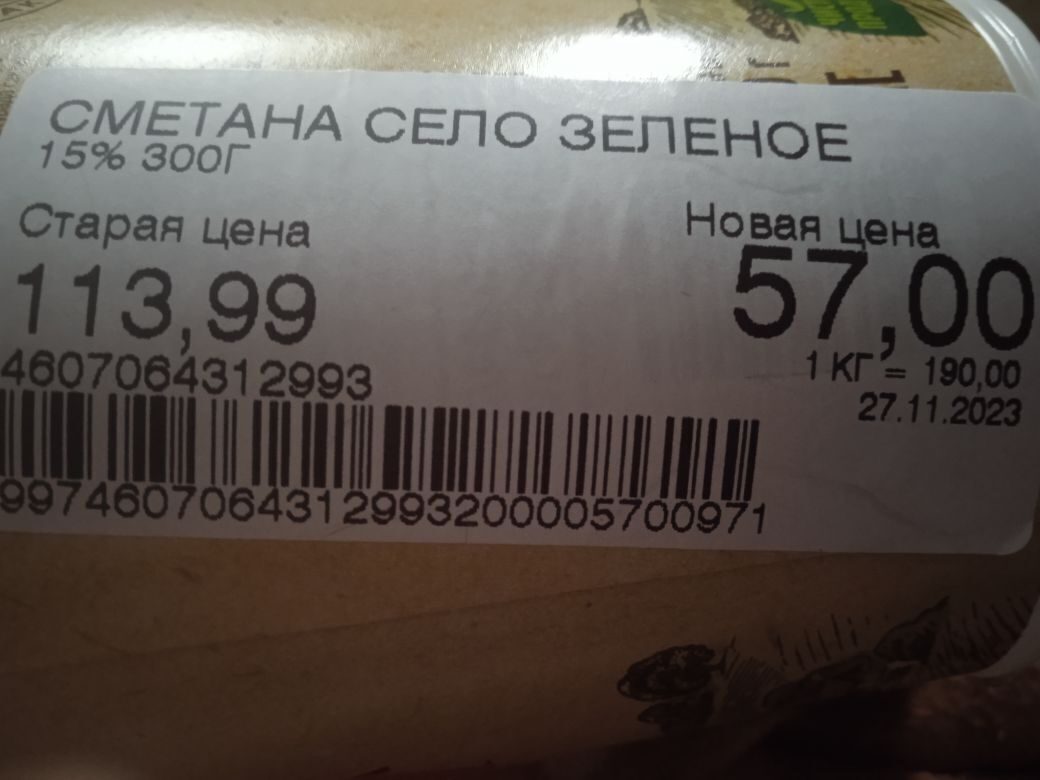 СМЕТАНА СЕЛО ЗЕЛЕНОЕ
15% 300Г
Старая цена
Новая цена
113,99
57,00
4607064312993
1 КГ = 190,00
27.11.2023
99746070643129932000005700971